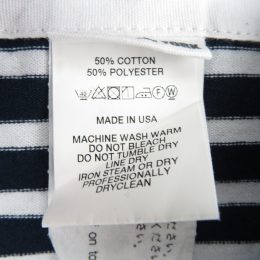 50% COTTON
50% POLYESTER
MADE IN USA
MACHINE WASH WARM
DO NOT BLEACH
DO NOT TUMBLE DRY
LINE DRY
IRON STEAM OR DRY
PROFESSIONALLY
DRYCLEAN